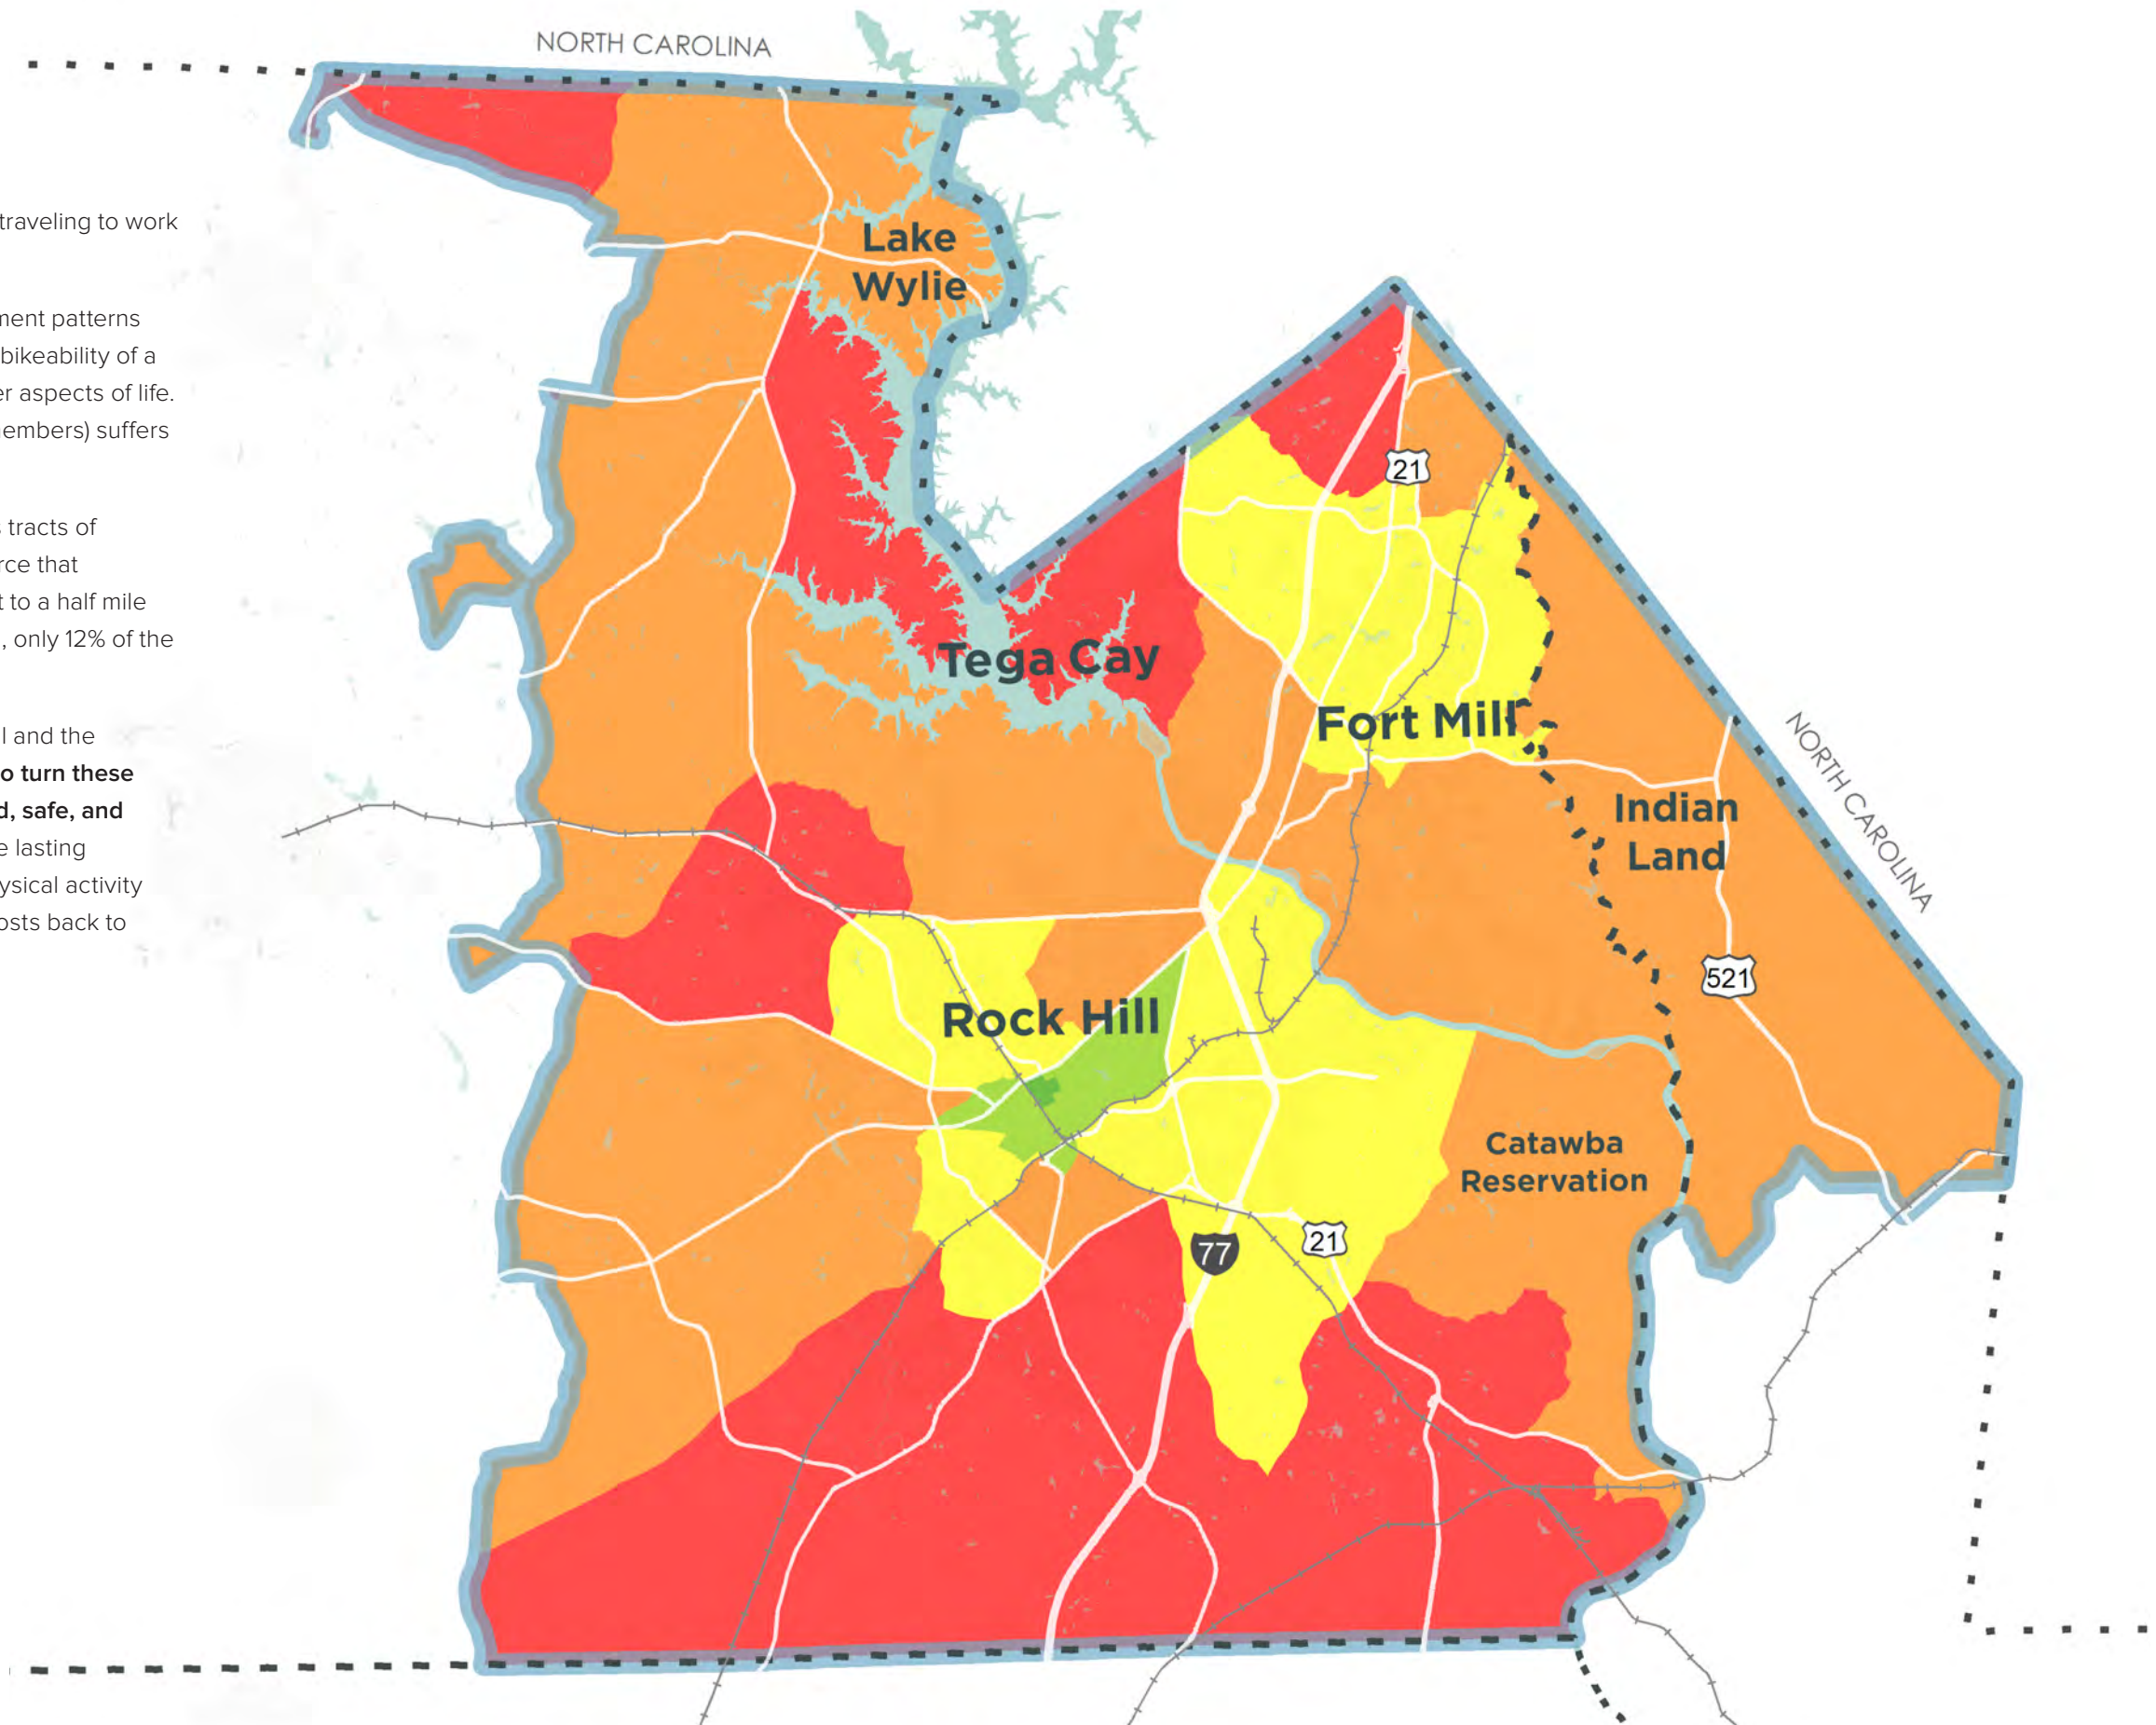 traveling to work
ment patterns
bikeability of a
er aspects of life.
members) suffers
s tracts of
rce that
t to a half mile
, only 12% of the
l and the
o turn these
d, safe, and
e lasting
ysical activity
osts back to
NORTH CAROLINA
Lake
Wylie
21
Tega Cay
Fort Mill
NORTH CAROLINA
Indian
Land
521
Rock Hill
Catawba
Reservation
77
21